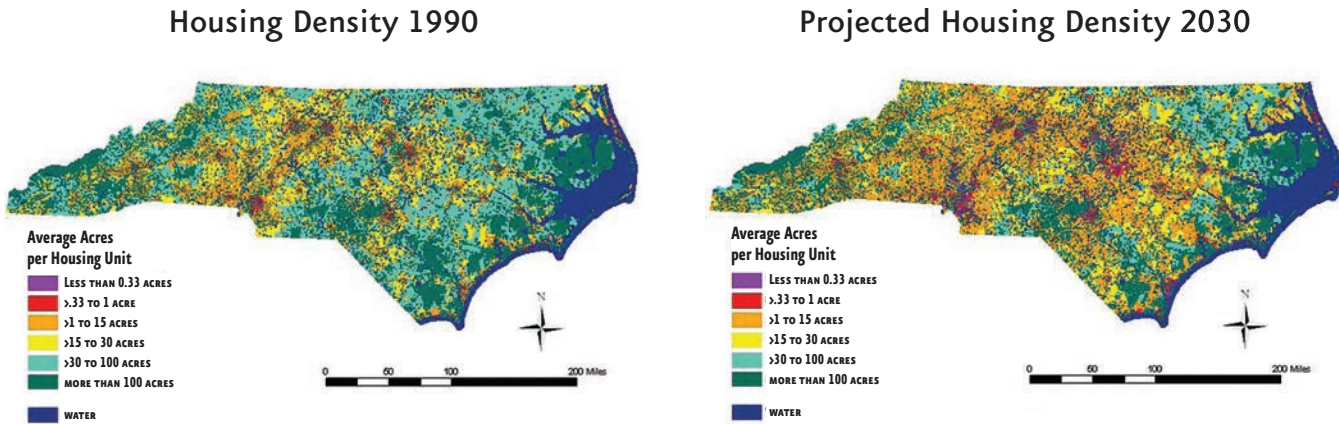 Housing Density 1990
Average Acres
per Housing Unit
LESS THAN 0.33 ACRES
>.33 TO 1 ACRE
>1 TO 15 ACRES
>15 TO 30 ACRES
>30 TO 100 ACRES
MORE THAN 100 ACRES
WATER
N
0 50 100 200 Miles
Projected Housing Density 2030
Average Acres
per Housing Unit
LESS THAN 0.33 ACRES
>.33 TO 1 ACRE
>1 TO 15 ACRES
>15 TO 30 ACRES
>30 TO 100 ACRES
MORE THAN 100 ACRES
WATER
N
0 50 100 200 Miles